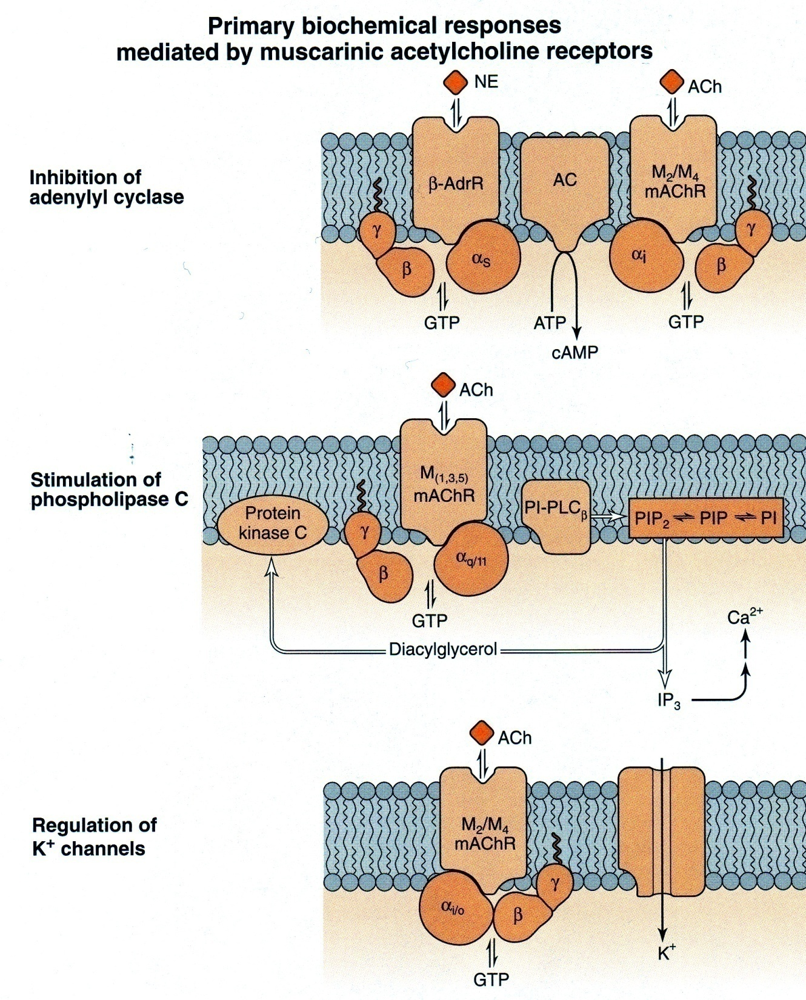 Primary biochemical responses
mediated by muscarinic acetylcholine receptors
NE
ACh
Inhibition of
adenylyl cyclase
β-AdrR
AC
M₂/M₄
mAChR
γ
β
αS
αi
β
γ
GTP
ATP
GTP
cAMP
ACh
Stimulation of
phospholipase C
M(1,3,5)
mAChR
PI-PLCβ
PIP₂ ⇌ PIP ⇌ PI
Protein
kinase C
γ
β
αq/11
GTP
Ca²⁺
Diacylglycerol
IP₃
ACh
Regulation of
K⁺ channels
M₂/M₄
mAChR
αi/o
β
γ
K⁺
GTP